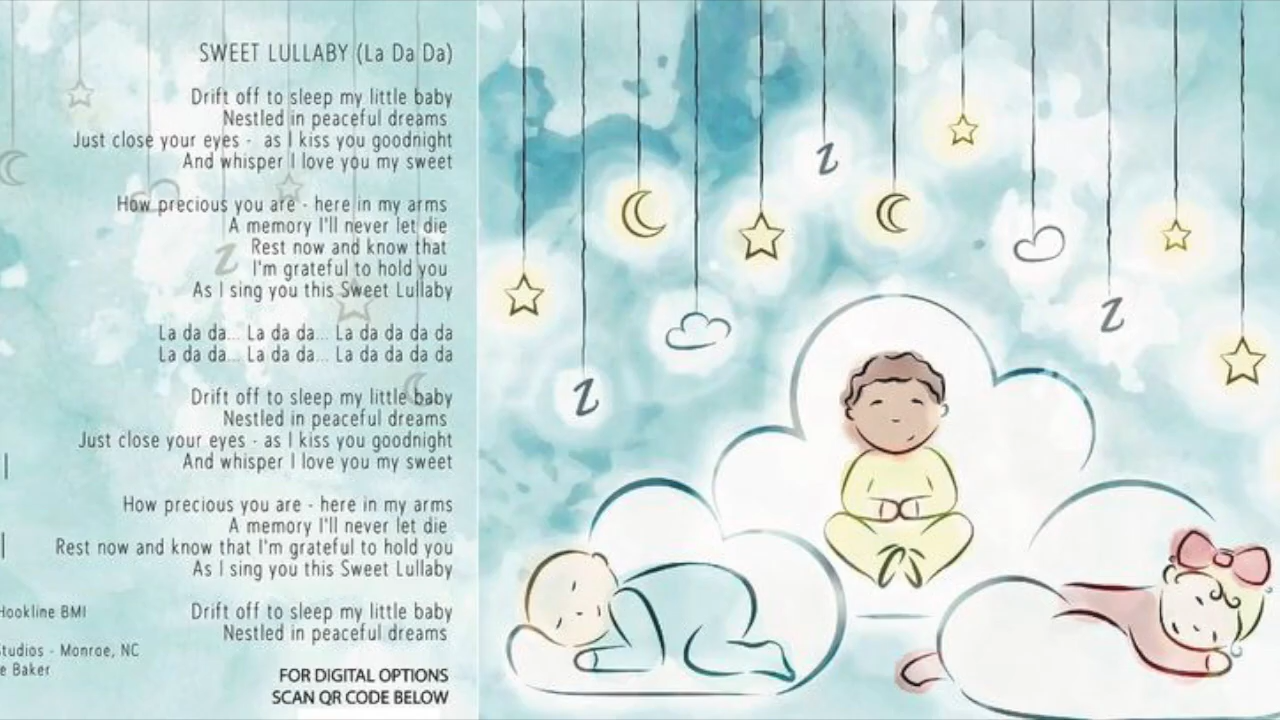 SWEET LULLABY (La Da Da)
Drift off to sleep my little baby
Nestled in peaceful dreams
Just close your eyes - as I kiss you goodnight
And whisper I love you my sweet
How precious you are - here in my arms
A memory I'll never let die
Rest now and know that
I'm grateful to hold you
As I sing you this Sweet Lullaby
La da da... La da da... La da da da da
La da da... La da da... La da da da da
Drift off to sleep my little baby
Nestled in peaceful dreams
Just close your eyes - as I kiss you goodnight
And whisper I love you my sweet
How precious you are - here in my arms
A memory I'll never let die
Rest now and know that I'm grateful to hold you
As I sing you this Sweet Lullaby
Drift off to sleep my little baby
Nestled in peaceful dreams
Hookline BMI
Studios - Monroe, NC
Baker
FOR DIGITAL OPTIONS
SCAN QR CODE BELOW
z
z
z
z